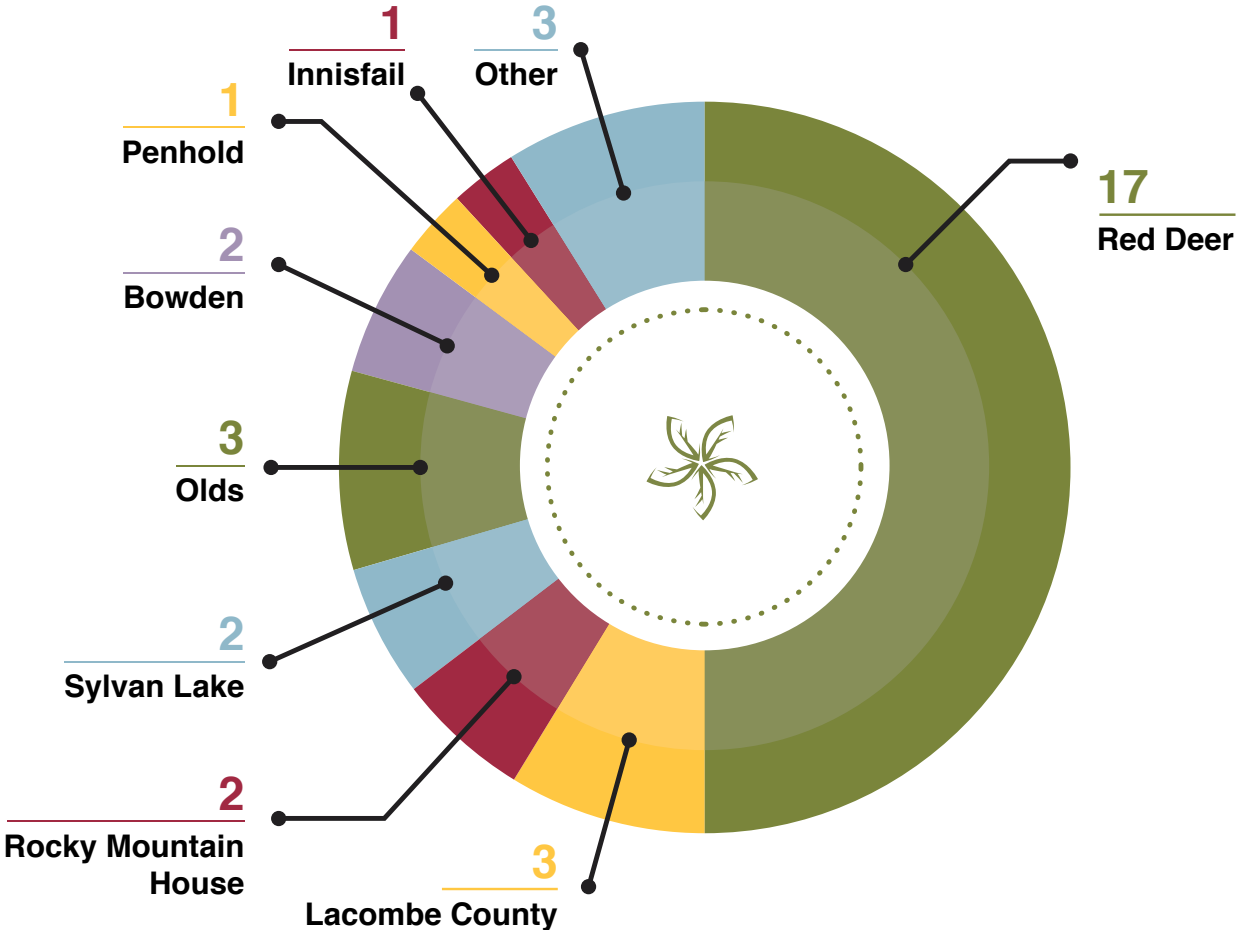 1
Innisfail
3
Other
1
Penhold
17
Red Deer
2
Bowden
3
Olds
2
Sylvan Lake
2
Rocky Mountain
House
3
Lacombe County